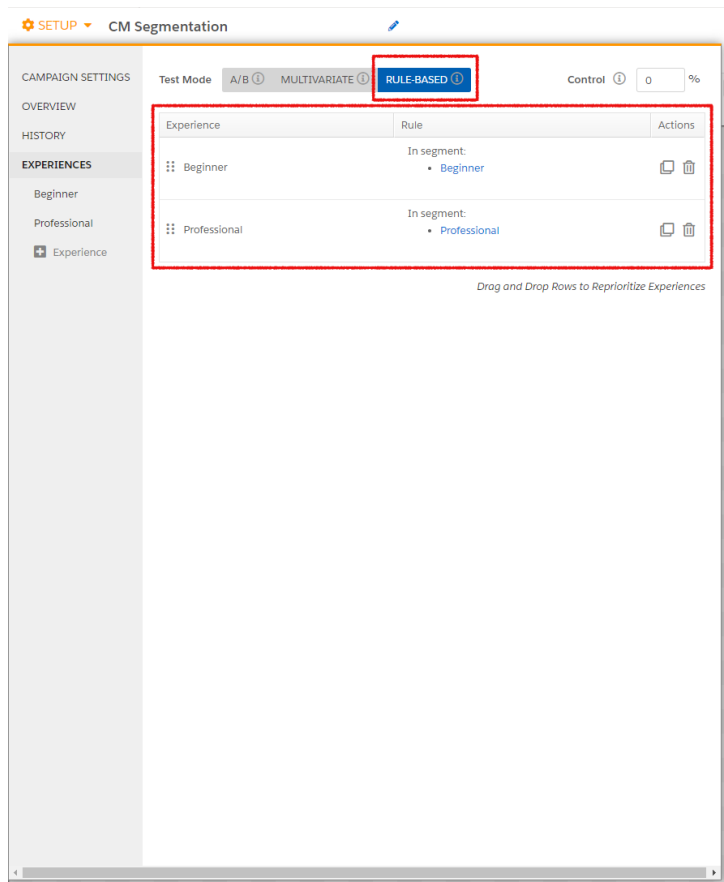 SETUP CM Segmentation
CAMPAIGN SETTINGS
OVERVIEW
HISTORY
EXPERIENCES
Beginner
Professional
Experience
Test Mode A/B MULTIVARIATE RULE-BASED Control 0 %
Experience Rule Actions
Beginner In segment:
• Beginner
Professional In segment:
• Professional
Drag and Drop Rows to Reprioritize Experiences